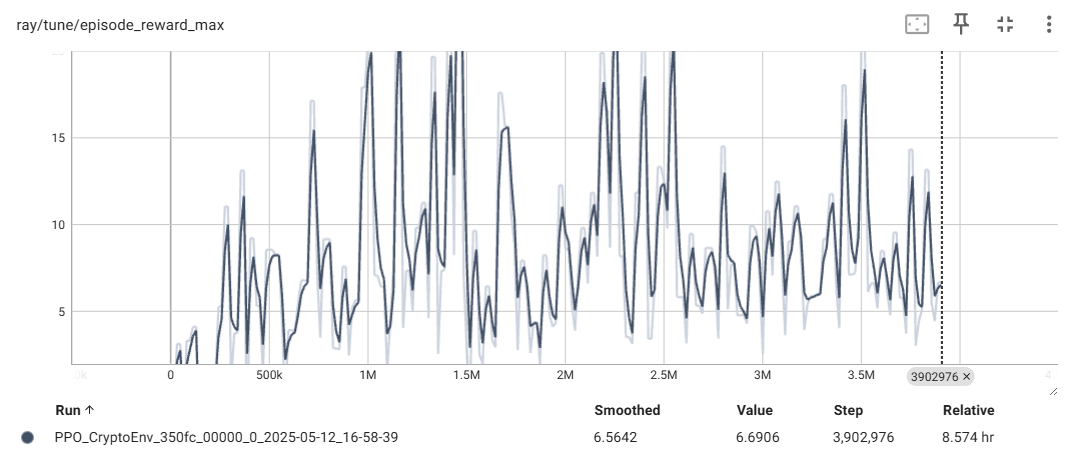 ray/tune/episode_reward_max
20
15
10
5
0
500k
1M
1.5M
2M
2.5M
3M
3.5M
3902976 ×
Run ↑ Smoothed Value Step Relative
PPO_CryptoEnv_350fc_00000_0_2025-05-12_16-58-39 6.5642 6.6906 3,902,976 8.574 hr